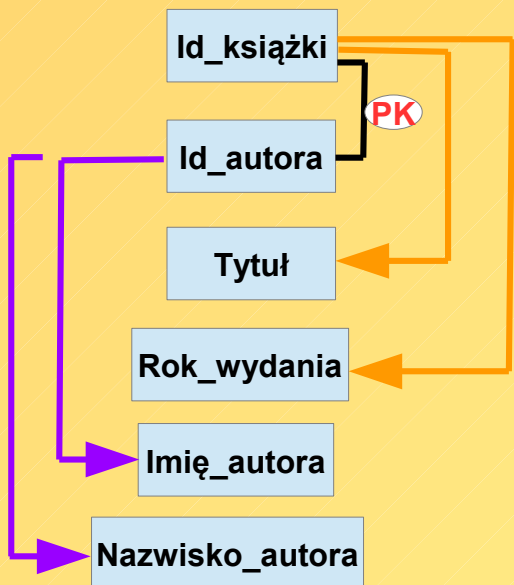 Id_książki
PK
Id_autora
Tytuł
Rok_wydania
Imię_autora
Nazwisko_autora